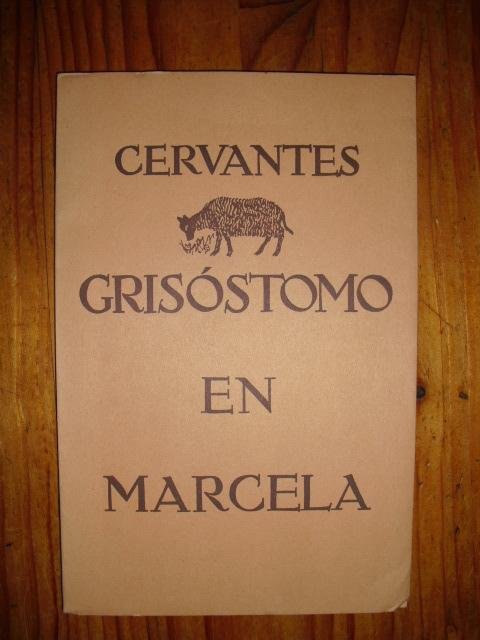 CERVANTES
GRISÓSTOMO
EN
MARCELA